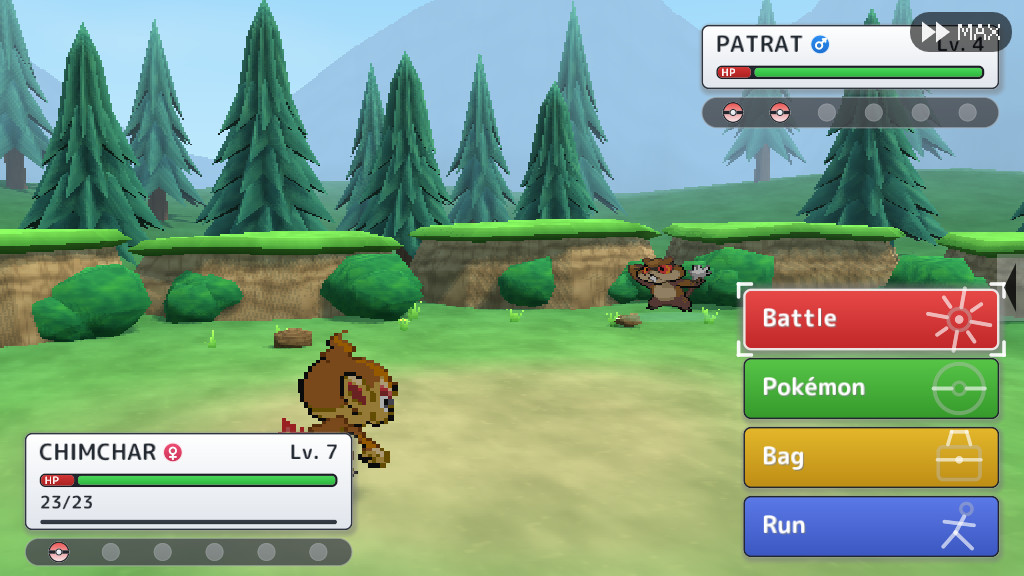 PATRAT ♂ Lv. 4
MAX
HP
Battle
Pokémon
Bag
Run
CHIMCHAR ♀ Lv. 7
HP
23/23